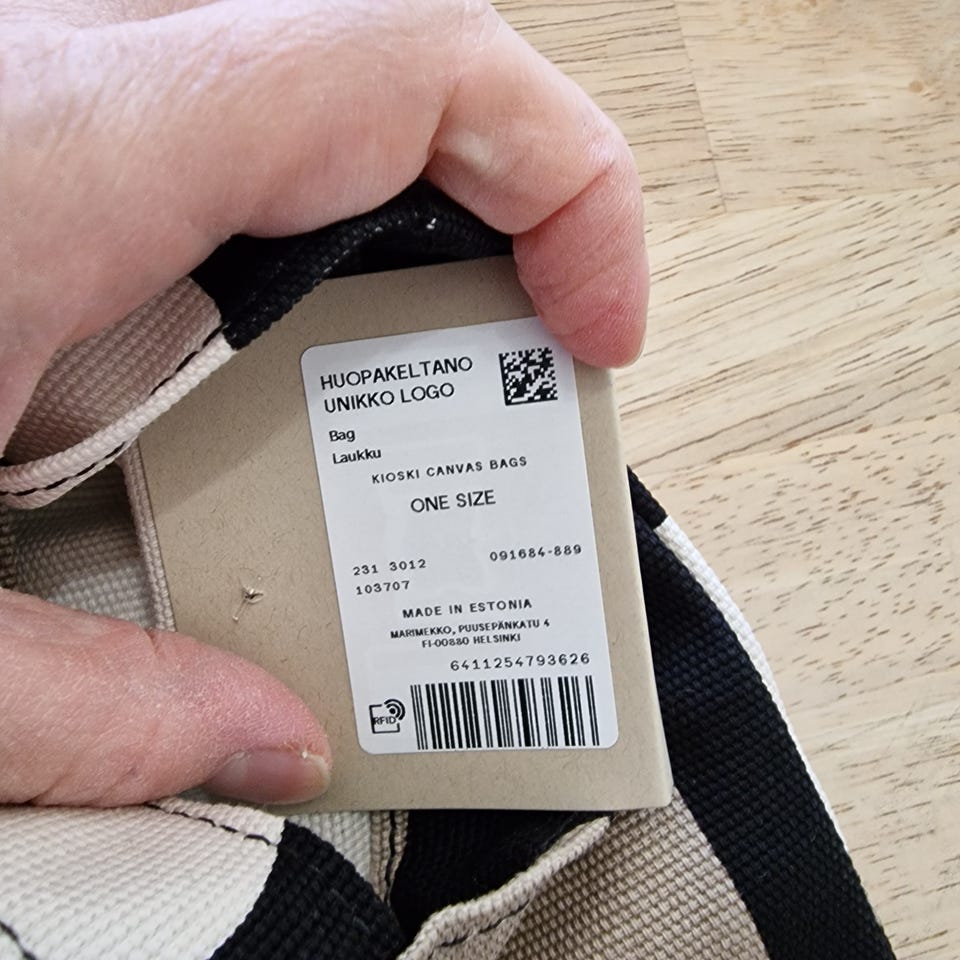 HUOPAKELTANO
UNIKKO LOGO
Bag
Laukku
KIOSKI CANVAS BAGS
ONE SIZE
231 3012 091684-889
103707
MADE IN ESTONIA
MARIMEKKO, PUUSEPÄNKATU 4
FI-00880 HELSINKI
6411254793626
RFID